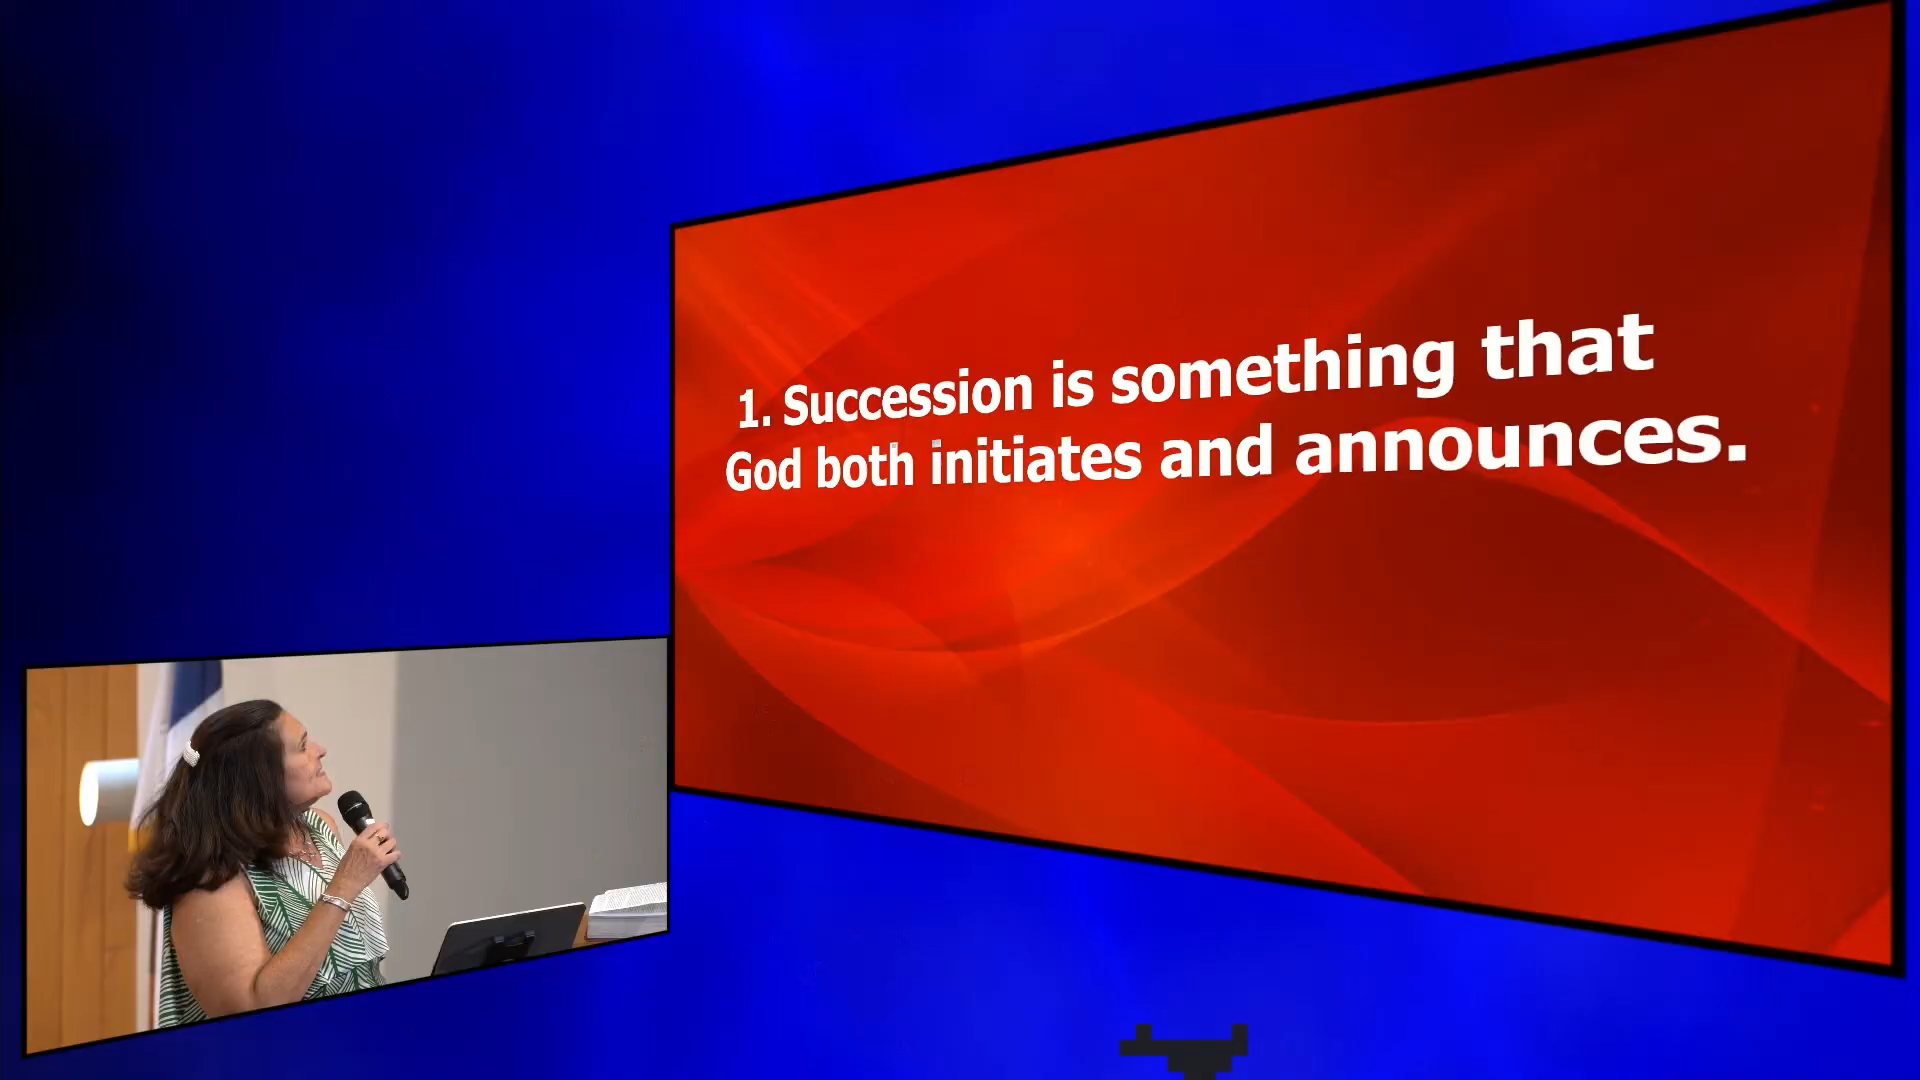 1. Succession is something that
God both initiates and announces.